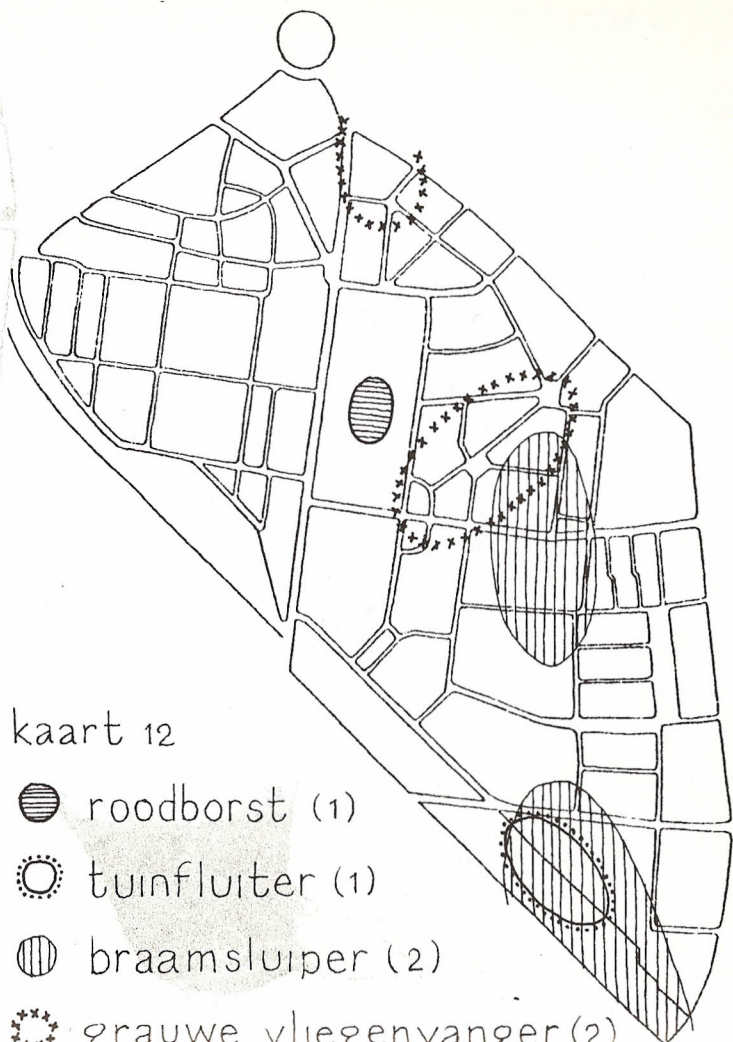 kaart 12
roodborst (1)
tuinfluiter (1)
braamsluiper (2)
grauwe vliegenvanger (2)